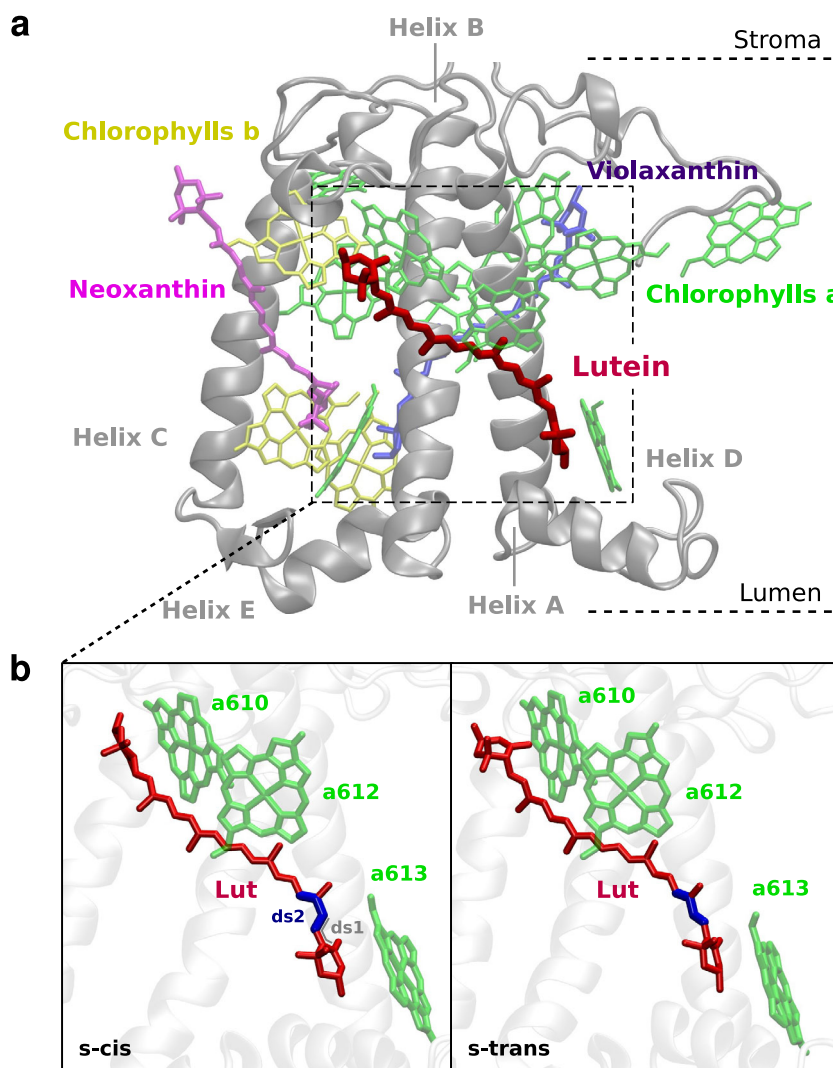 a
Helix B
Stroma
Chlorophylls b
Violaxanthin
Neoxanthin
Chlorophylls a
Lutein
Helix C
Helix D
Helix E
Helix A
Lumen
b
a610
a612
a613
Lut
ds2
ds1
s-cis
a610
a612
a613
Lut
s-trans